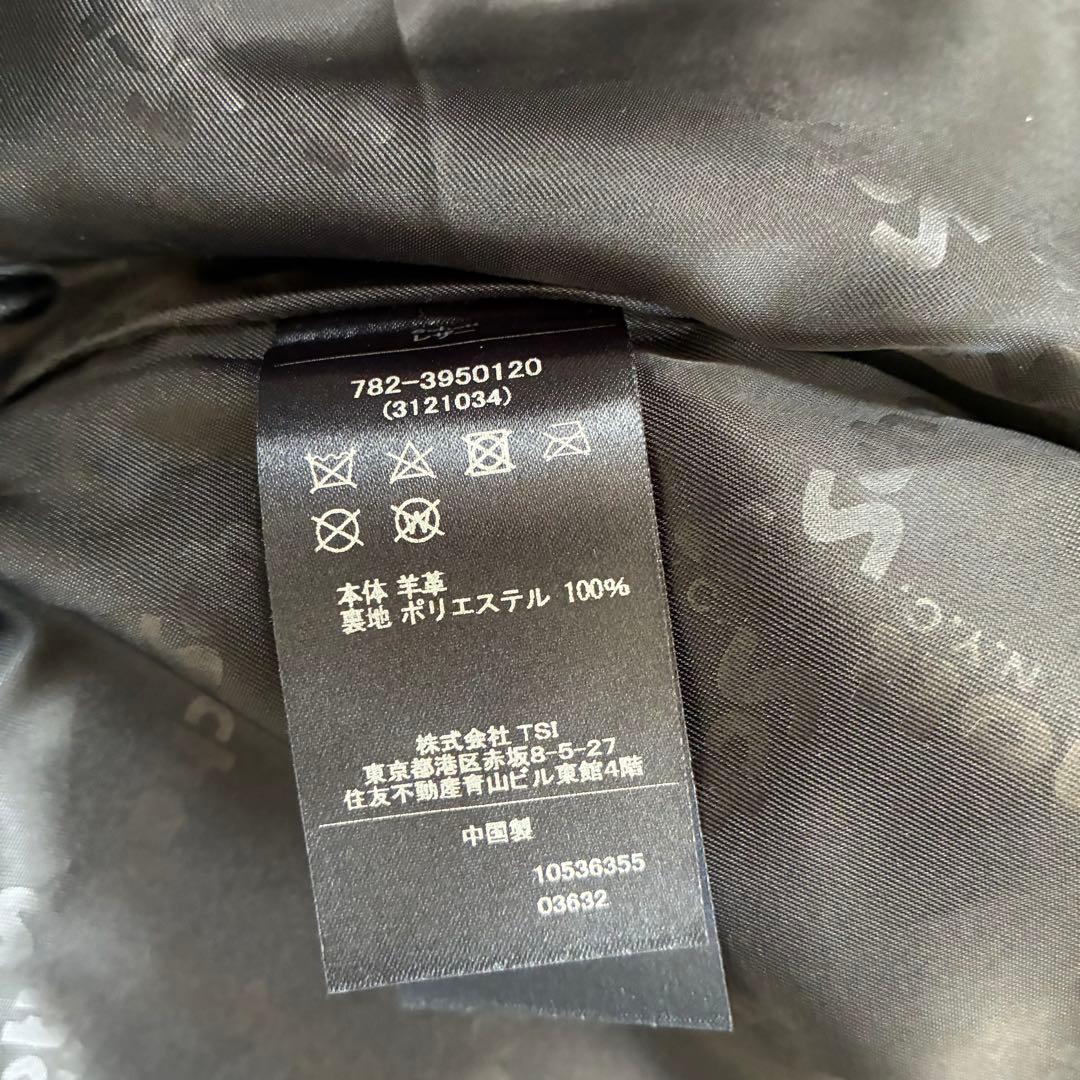 782-3950120
(3121034)
W
本体 羊革
裏地 ポリエステル 100%
株式会社 TSI
東京都港区赤坂8-5-27
住友不動産青山ビル東館4階
中国製
10536355
03632
N.Y.C.